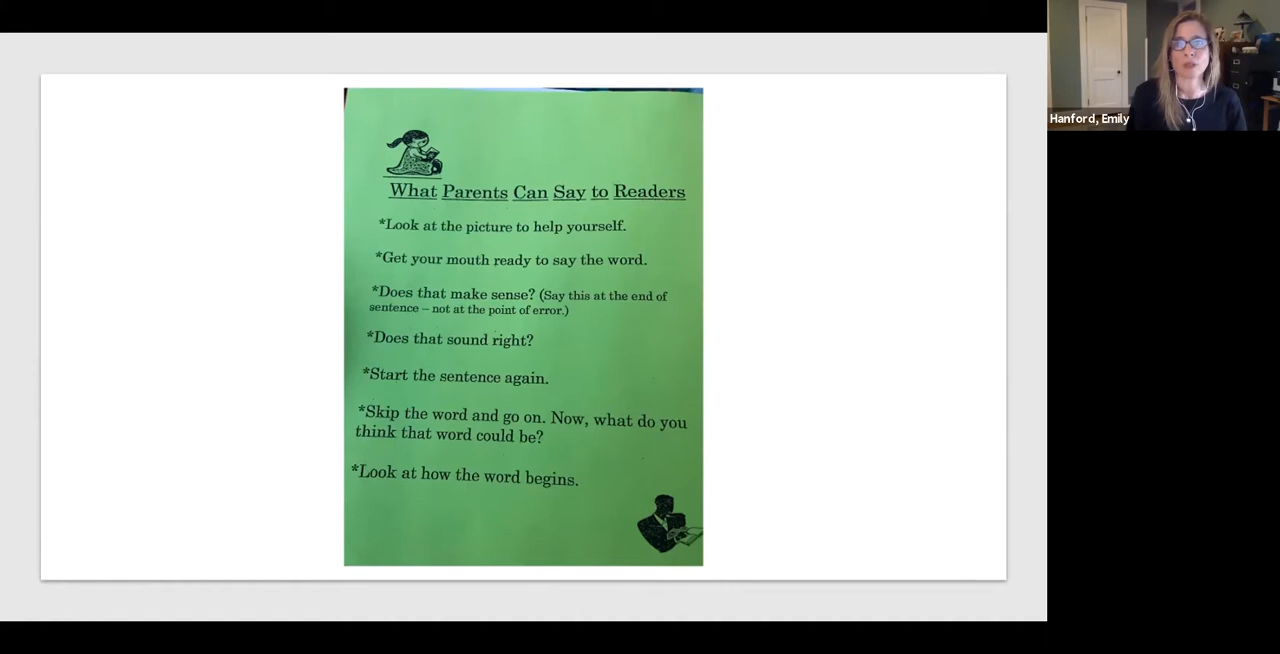 Hanford, Emily
What Parents Can Say to Readers
*Look at the picture to help yourself.
*Get your mouth ready to say the word.
*Does that make sense? (Say this at the end of
sentence – not at the point of error.)
*Does that sound right?
*Start the sentence again.
*Skip the word and go on. Now, what do you
think that word could be?
*Look at how the word begins.